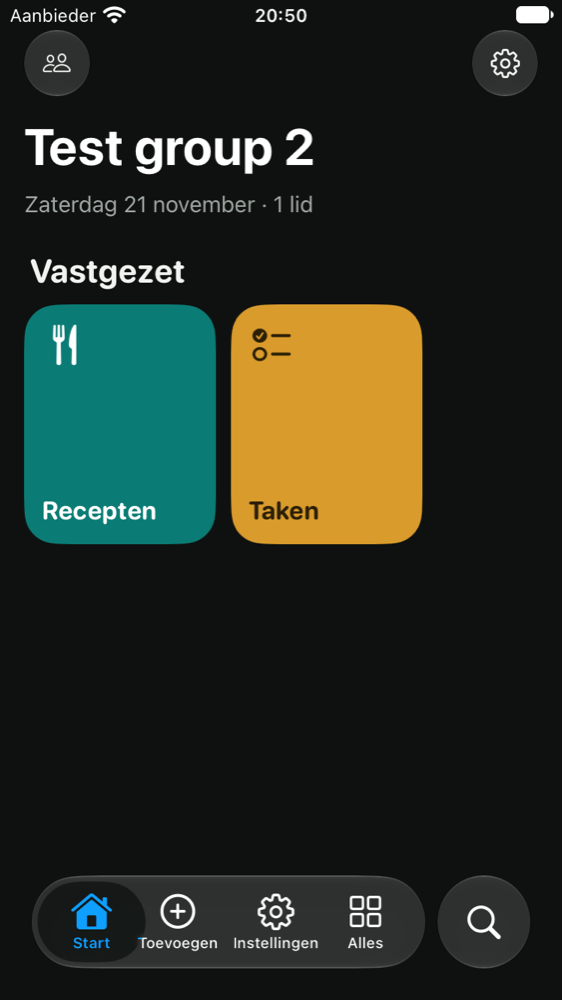 Aanbieder
20:50
Test group 2
Zaterdag 21 november · 1 lid
Vastgezet
Recepten
Taken
Start
Toevoegen
Instellingen
Alles